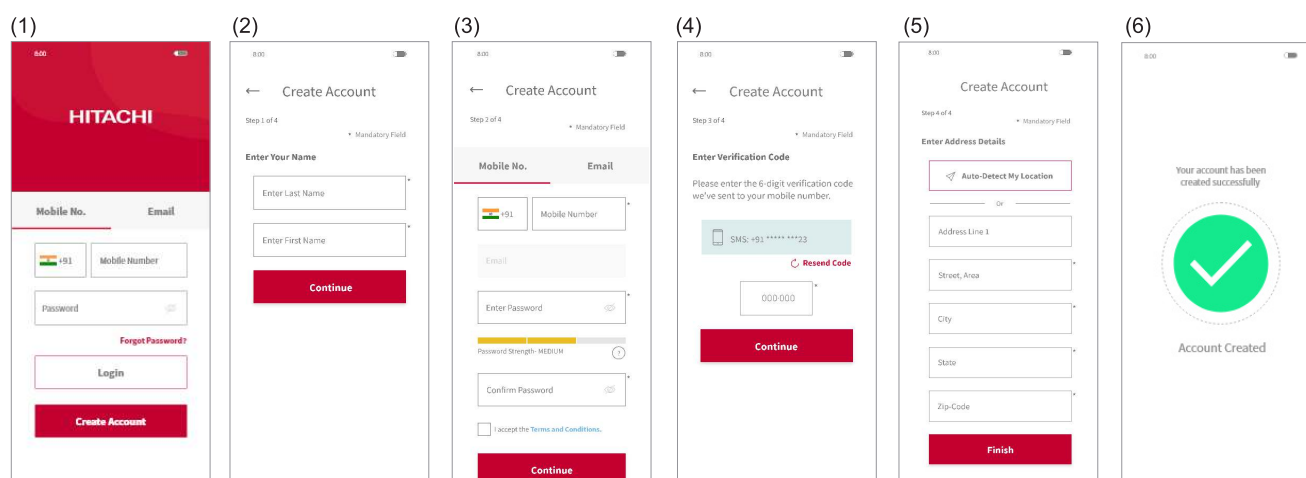 (1)
8:00
HITACHI
Mobile No. Email
+91 Mobile Number
Password
Forgot Password?
Login
Create Account
(2)
8:00
← Create Account
Step 1 of 4
* Mandatory Field
Enter Your Name
Enter Last Name *
Enter First Name *
Continue
(3)
8:00
← Create Account
Step 2 of 4
* Mandatory Field
Mobile No. Email
+91 Mobile Number *
Email
Enter Password *
Password Strength- MEDIUM ?
Confirm Password *
I accept the Terms and Conditions.
Continue
(4)
8:00
← Create Account
Step 3 of 4
* Mandatory Field
Enter Verification Code
Please enter the 6-digit verification code
we've sent to your mobile number.
SMS: +91 ***** ***23
Resend Code
000-000 *
Continue
(5)
8:00
Create Account
Step 4 of 4
* Mandatory Field
Enter Address Details
Auto-Detect My Location
Or
Address Line 1
Street, Area *
City *
State *
Zip-Code *
Finish
(6)
8:00
Your account has been
created successfully
Account Created